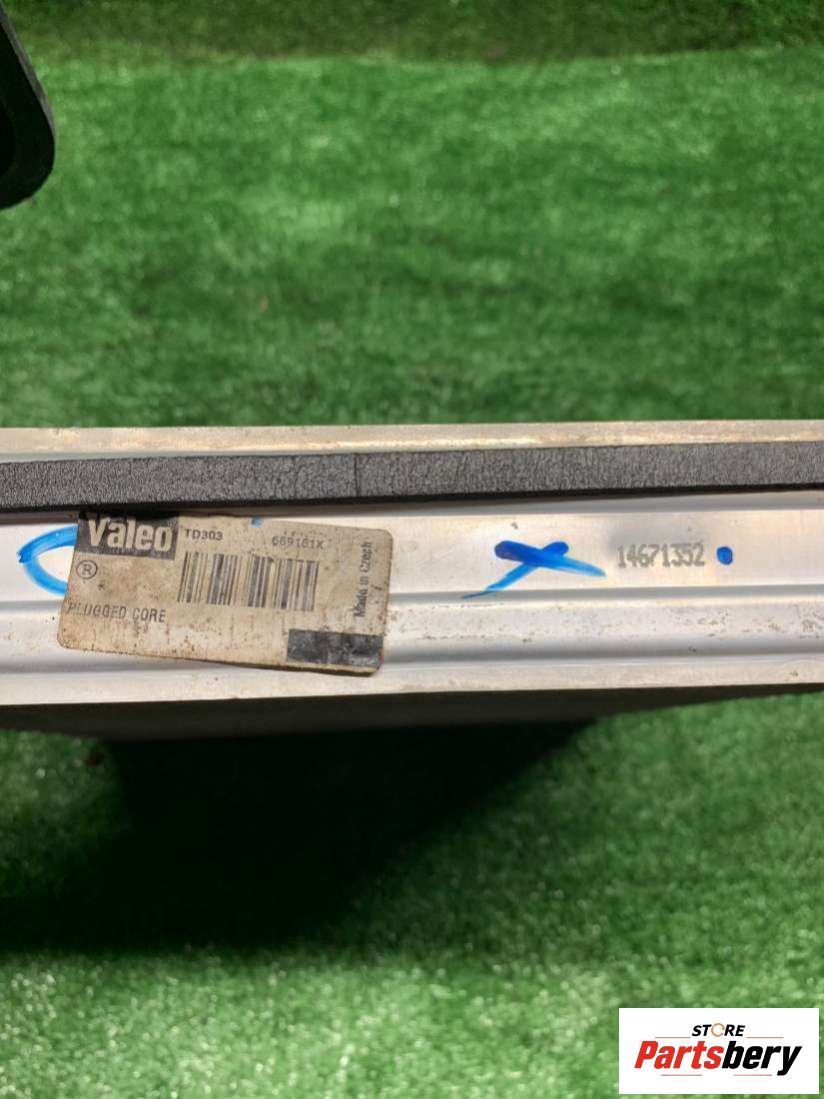 Valeo TD303 669161X
®
Made in Czech
PLUGGED CORE
14671352
STORE
Partsbery